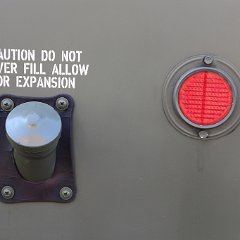 AUTION DO NOT
VER FILL ALLOW
OR EXPANSION